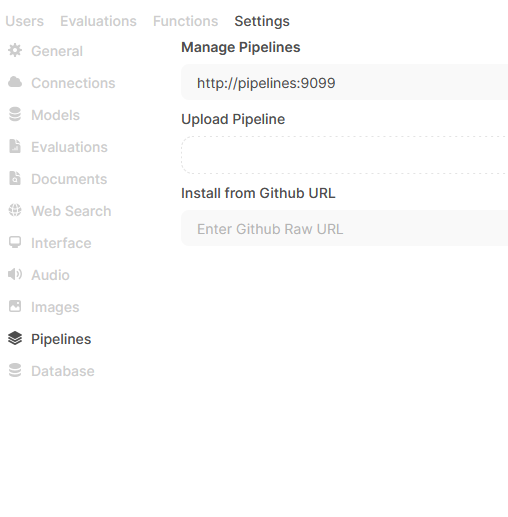 Users Evaluations Functions Settings
General
Connections
Models
Evaluations
Documents
Web Search
Interface
Audio
Images
Pipelines
Database
Manage Pipelines
http://pipelines:9099
Upload Pipeline
Install from Github URL
Enter Github Raw URL